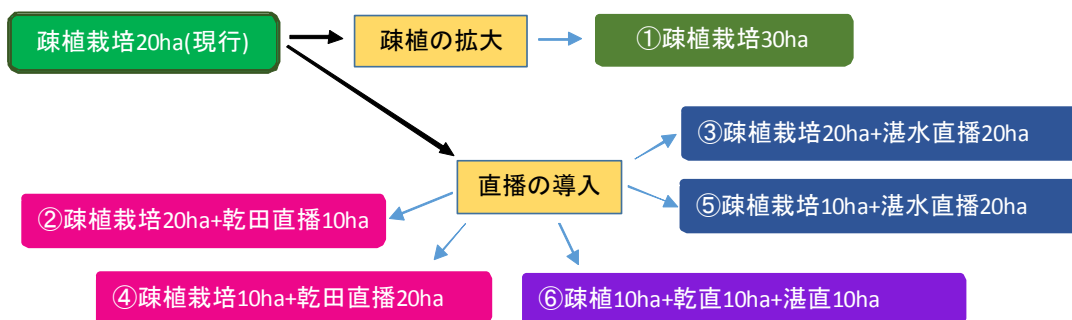 疎植栽培20ha(現行)
疎植の拡大
①疎植栽培30ha
③疎植栽培20ha+湛水直播20ha
直播の導入
⑤疎植栽培10ha+湛水直播20ha
②疎植栽培20ha+乾田直播10ha
④疎植栽培10ha+乾田直播20ha
⑥疎植10ha+乾直10ha+湛直10ha